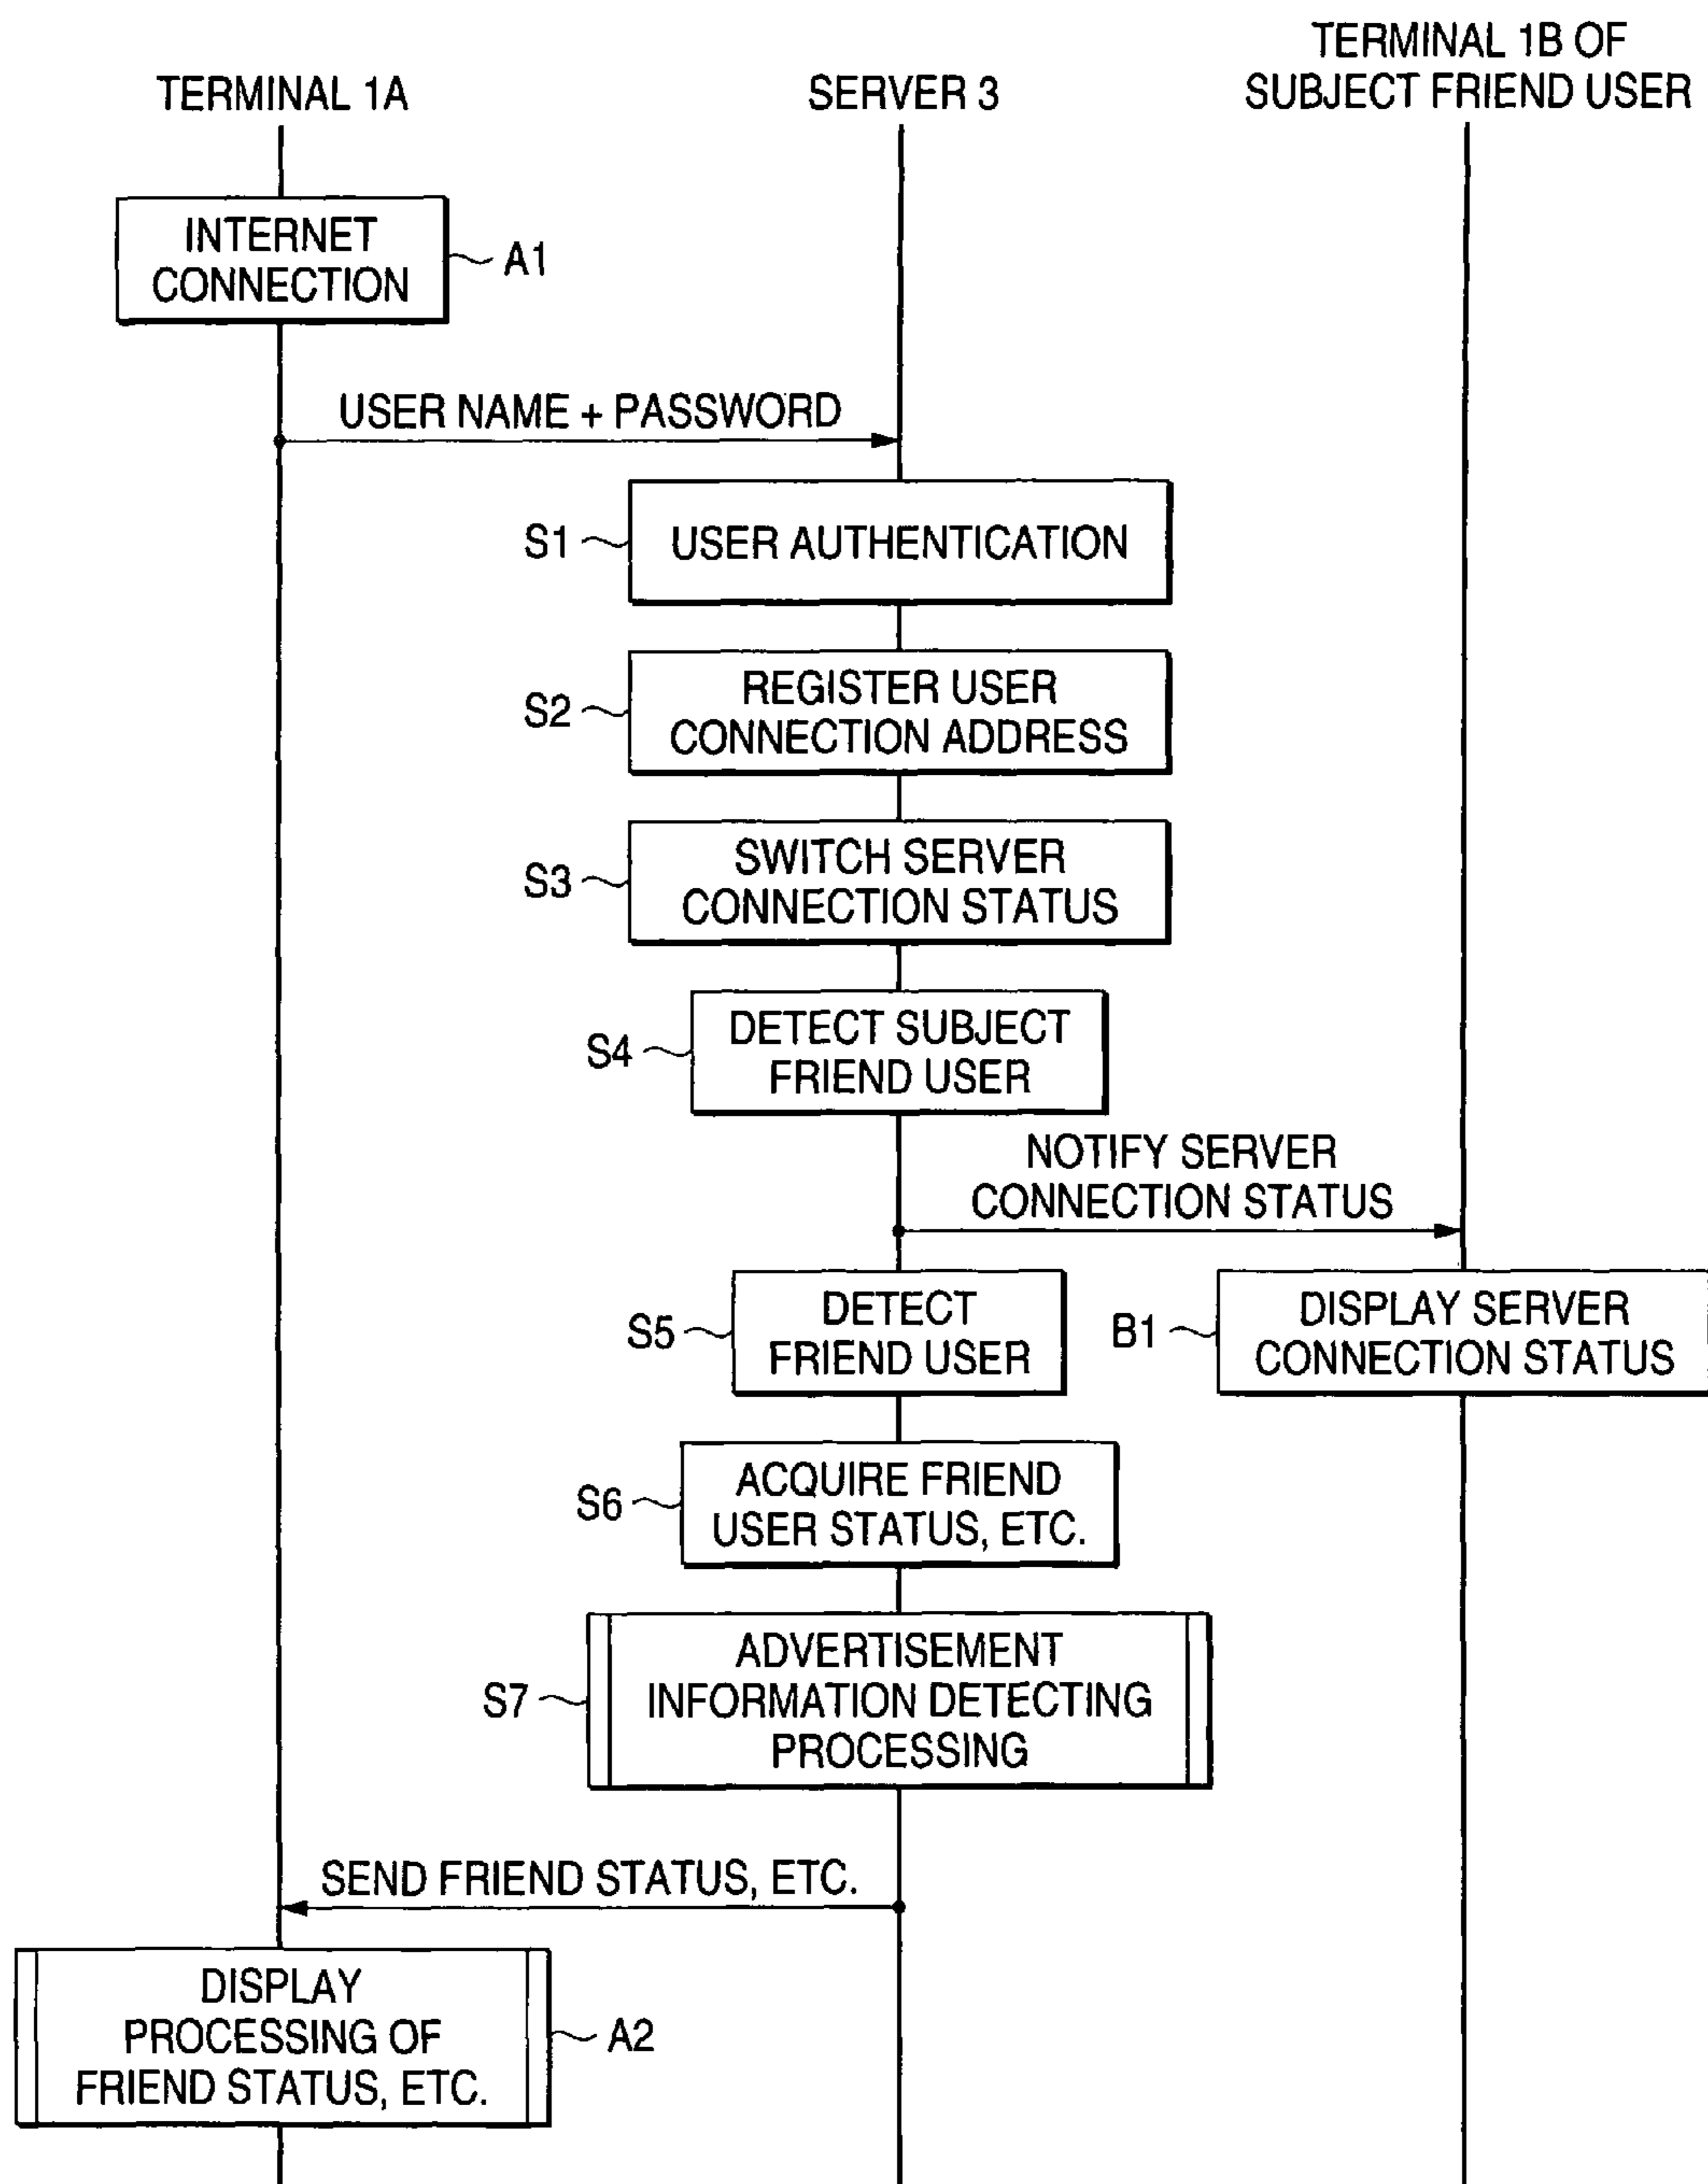 TERMINAL 1A
SERVER 3
TERMINAL 1B OF
SUBJECT FRIEND USER
INTERNET
CONNECTION
A1
USER NAME + PASSWORD
S1
USER AUTHENTICATION
S2
REGISTER USER
CONNECTION ADDRESS
S3
SWITCH SERVER
CONNECTION STATUS
S4
DETECT SUBJECT
FRIEND USER
NOTIFY SERVER
CONNECTION STATUS
S5
DETECT
FRIEND USER
B1
DISPLAY SERVER
CONNECTION STATUS
S6
ACQUIRE FRIEND
USER STATUS, ETC.
S7
ADVERTISEMENT
INFORMATION DETECTING
PROCESSING
SEND FRIEND STATUS, ETC.
DISPLAY
PROCESSING OF
FRIEND STATUS, ETC.
A2